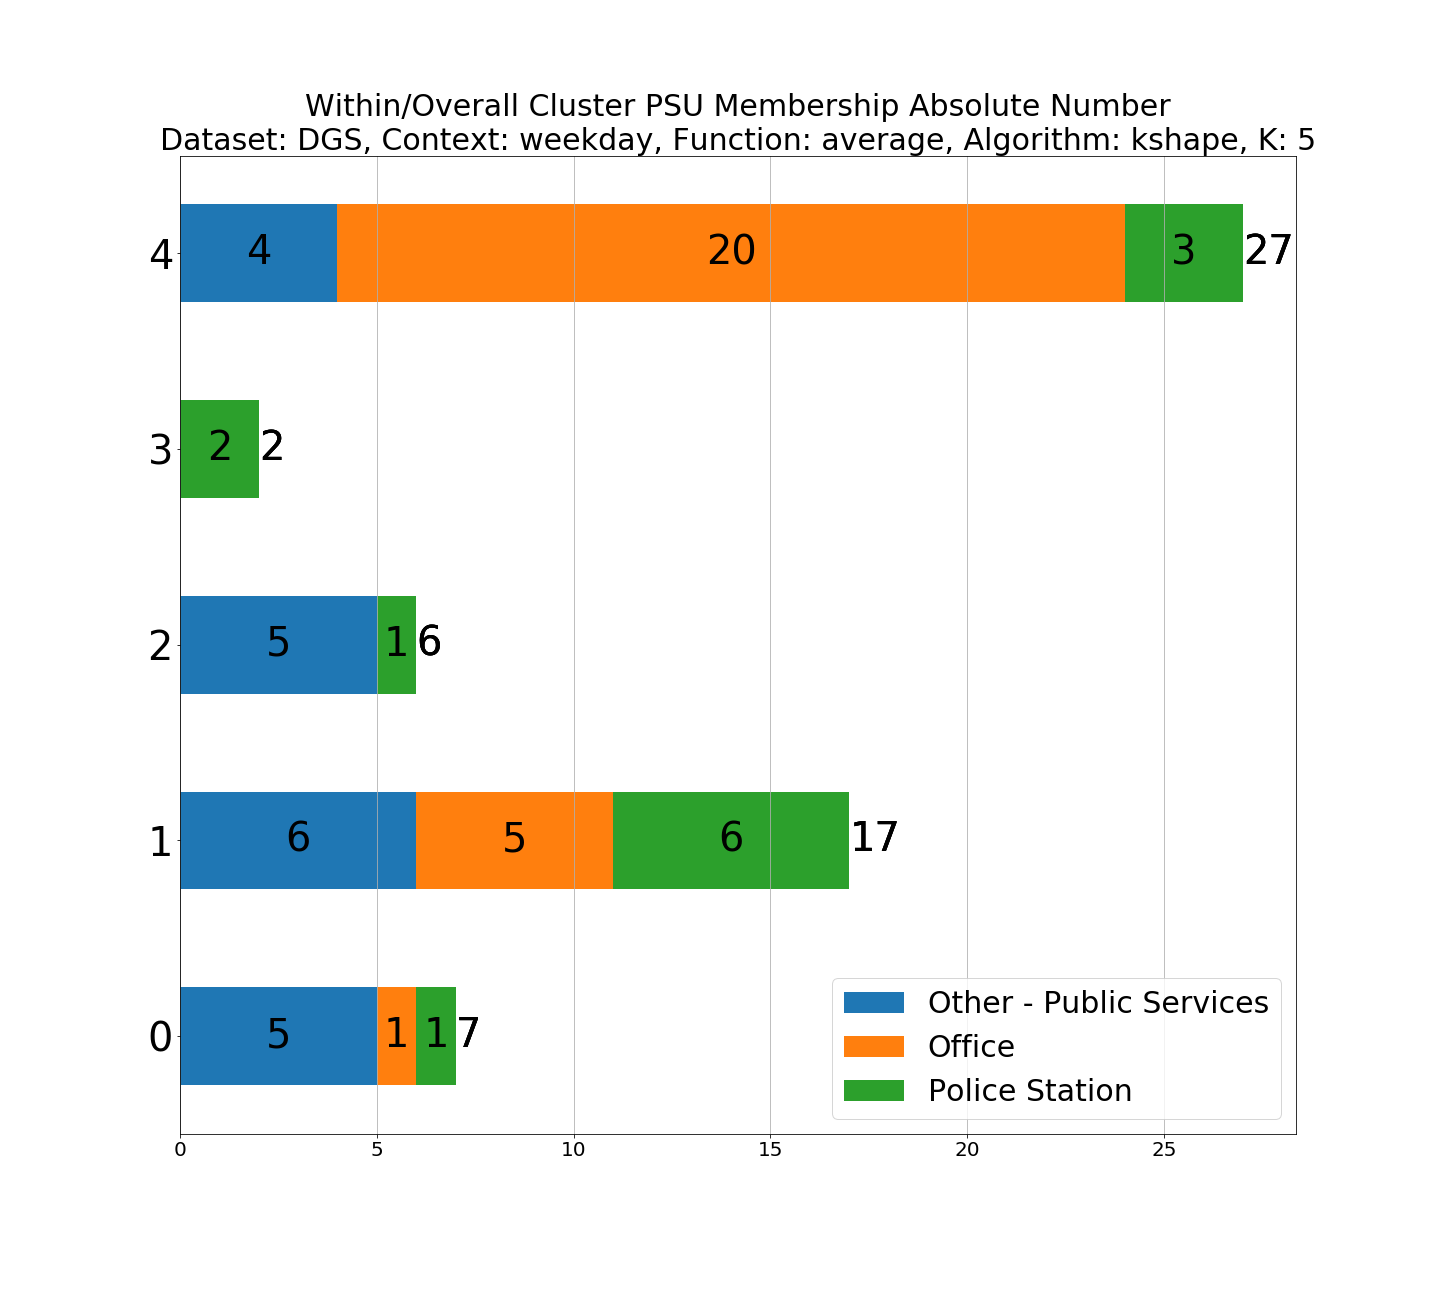 Within/Overall Cluster PSU Membership Absolute Number
Dataset: DGS, Context: weekday, Function: average, Algorithm: kshape, K: 5
4 4 20 3 27
3 2 2
2 5 1 6
1 6 5 6 17
0 5 1 1 7
Other - Public Services
Office
Police Station
0 5 10 15 20 25